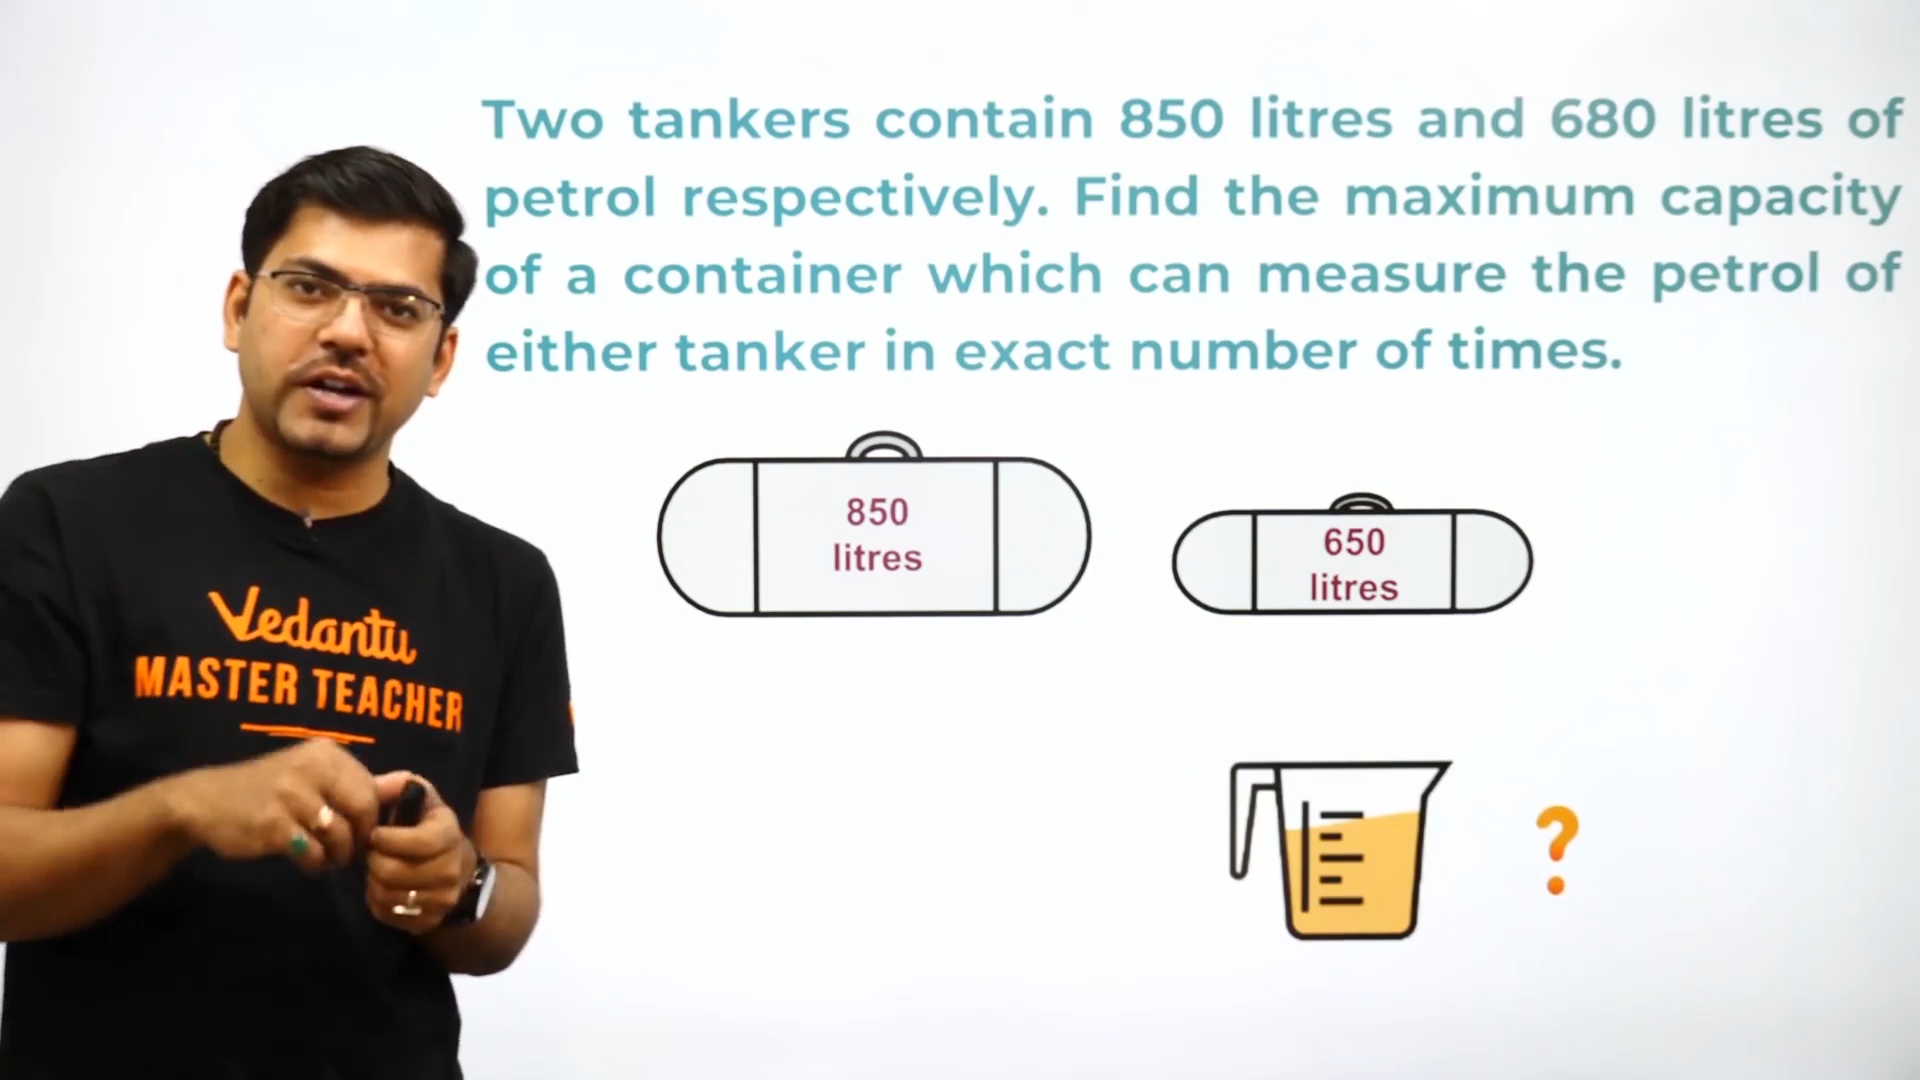 Two tankers contain 850 litres and 680 litres of
petrol respectively. Find the maximum capacity
of a container which can measure the petrol of
either tanker in exact number of times.
850
litres
650
litres
Vedantu
MASTER TEACHER